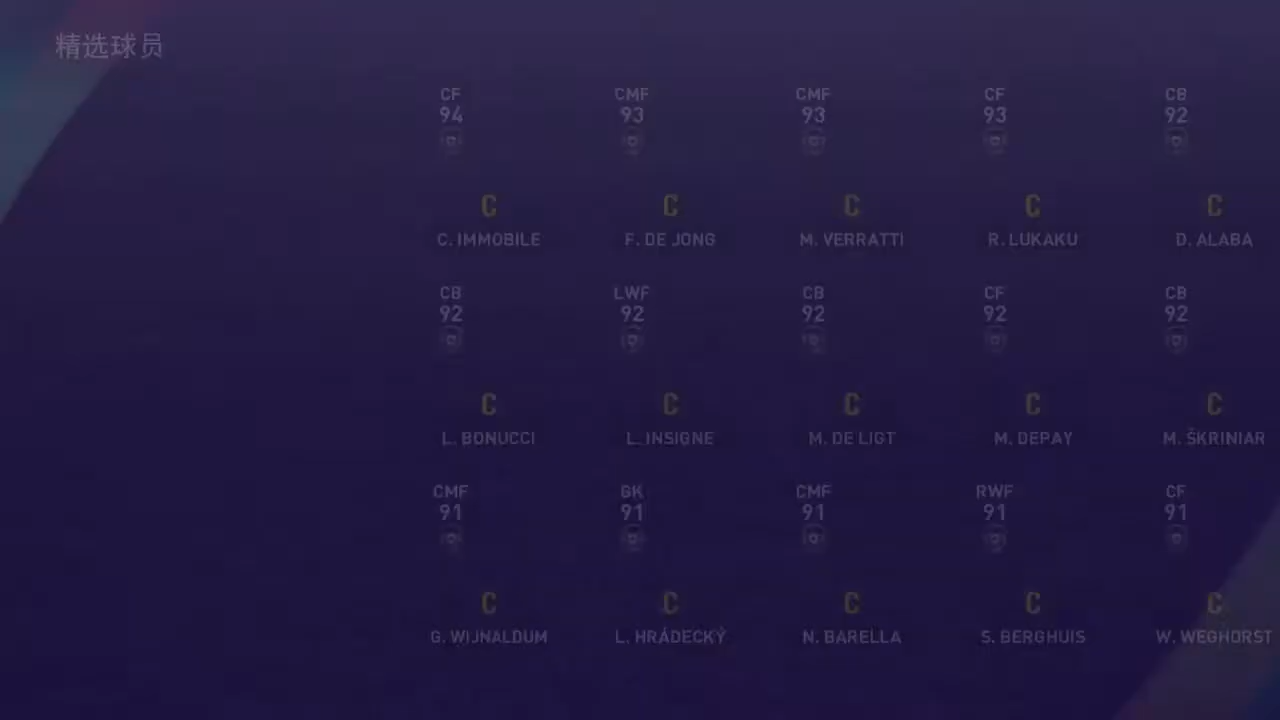 精选球员
CF CMF CMF CF CB
94 93 93 93 92
C C C C C
C. IMMOBILE F. DE JONG M. VERRATTI R. LUKAKU D. ALABA
CB LWF CB CF CB
92 92 92 92 92
C C C C C
L. BONUCCI L. INSIGNE M. DE LIGT M. DEPAY M. ŠKRINIAR
CMF GK CMF RWF CF
91 91 91 91 91
C C C C C
G. WIJNALDUM L. HRÁDECKÝ N. BARELLA S. BERGHUIS W. WEGHORST